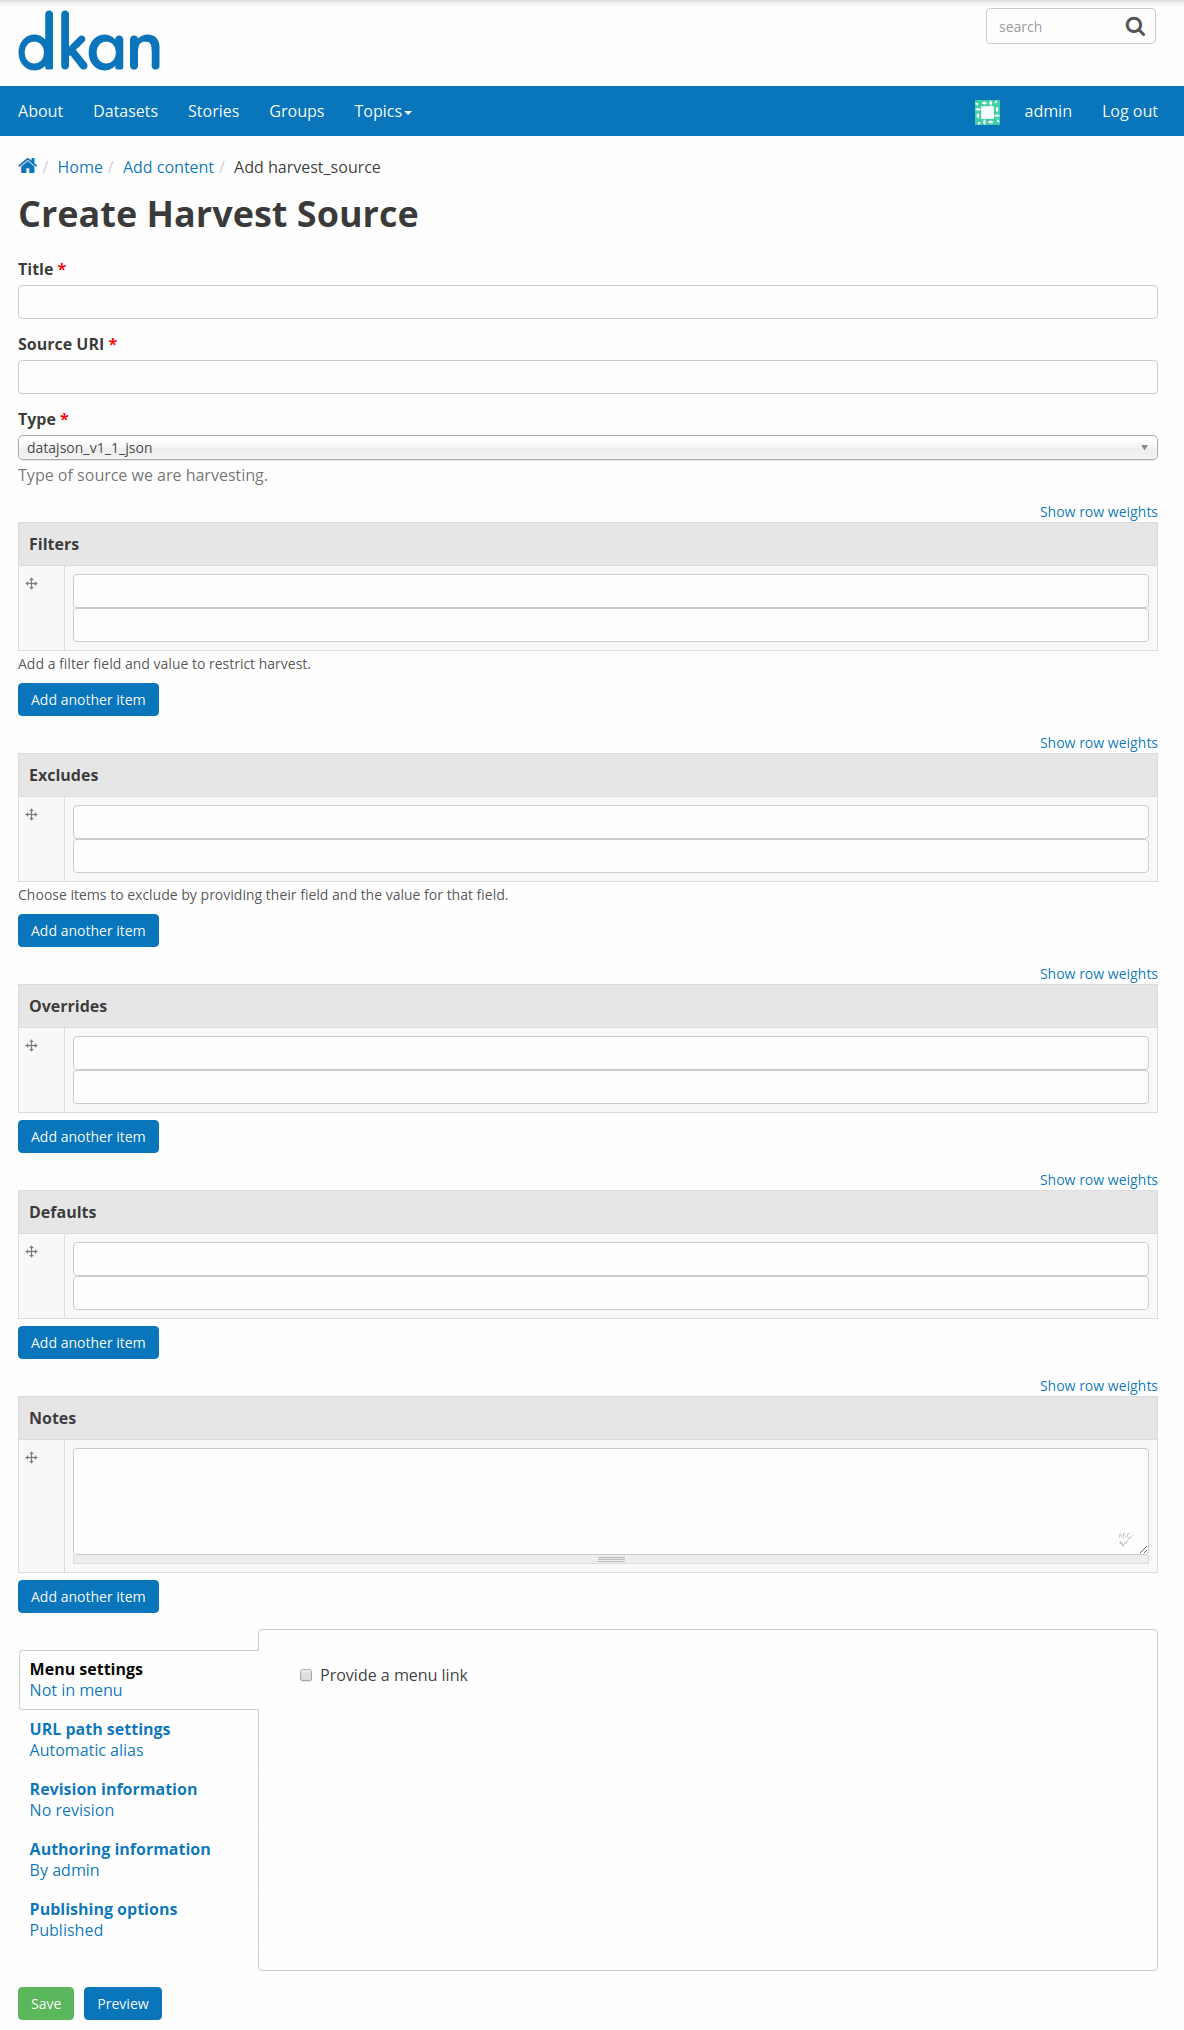 dkan
search
About Datasets Stories Groups Topics admin Log out
/ Home / Add content / Add harvest_source
Create Harvest Source
Title *
Source URI *
Type *
datajson_v1_1_json
Type of source we are harvesting.
Show row weights
Filters
Add a filter field and value to restrict harvest.
Add another item
Show row weights
Excludes
Choose items to exclude by providing their field and the value for that field.
Add another item
Show row weights
Overrides
Add another item
Show row weights
Defaults
Add another item
Show row weights
Notes
ABC
Add another item
Menu settings
Not in menu
Provide a menu link
URL path settings
Automatic alias
Revision information
No revision
Authoring information
By admin
Publishing options
Published
Save Preview